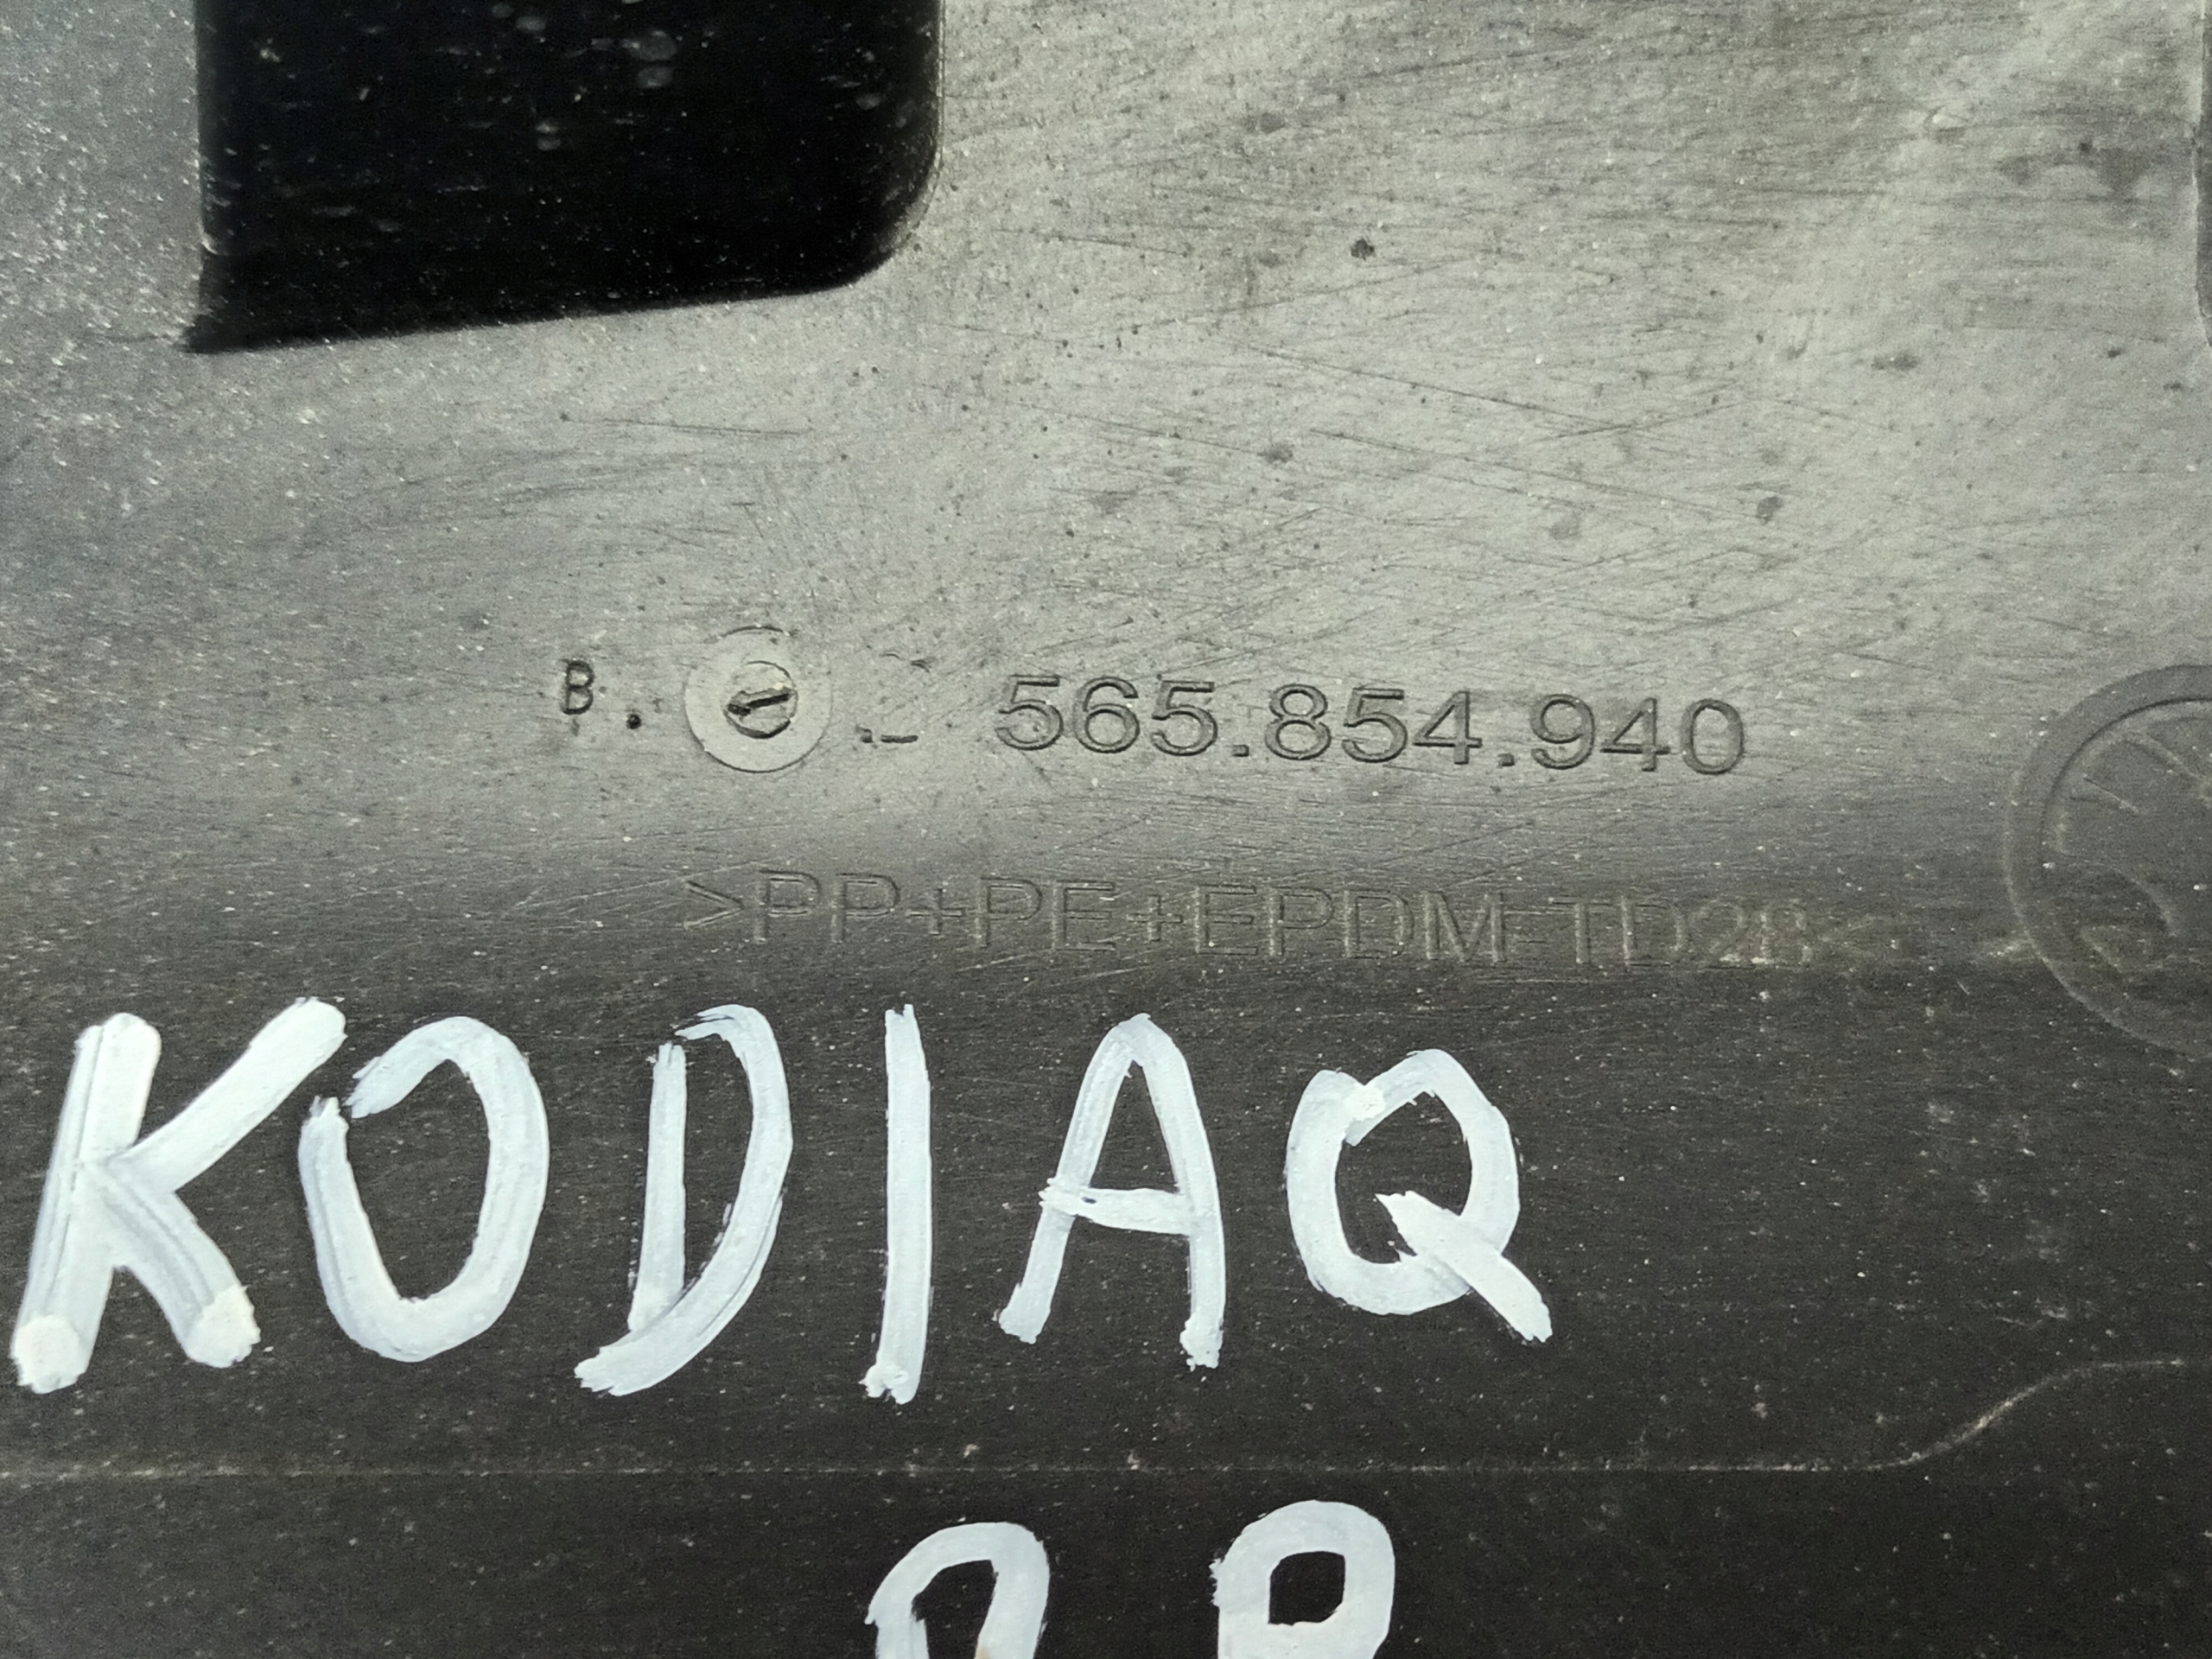 B.
565.854.940
>PP+PE+EPDM-TD28<
KODIAQ